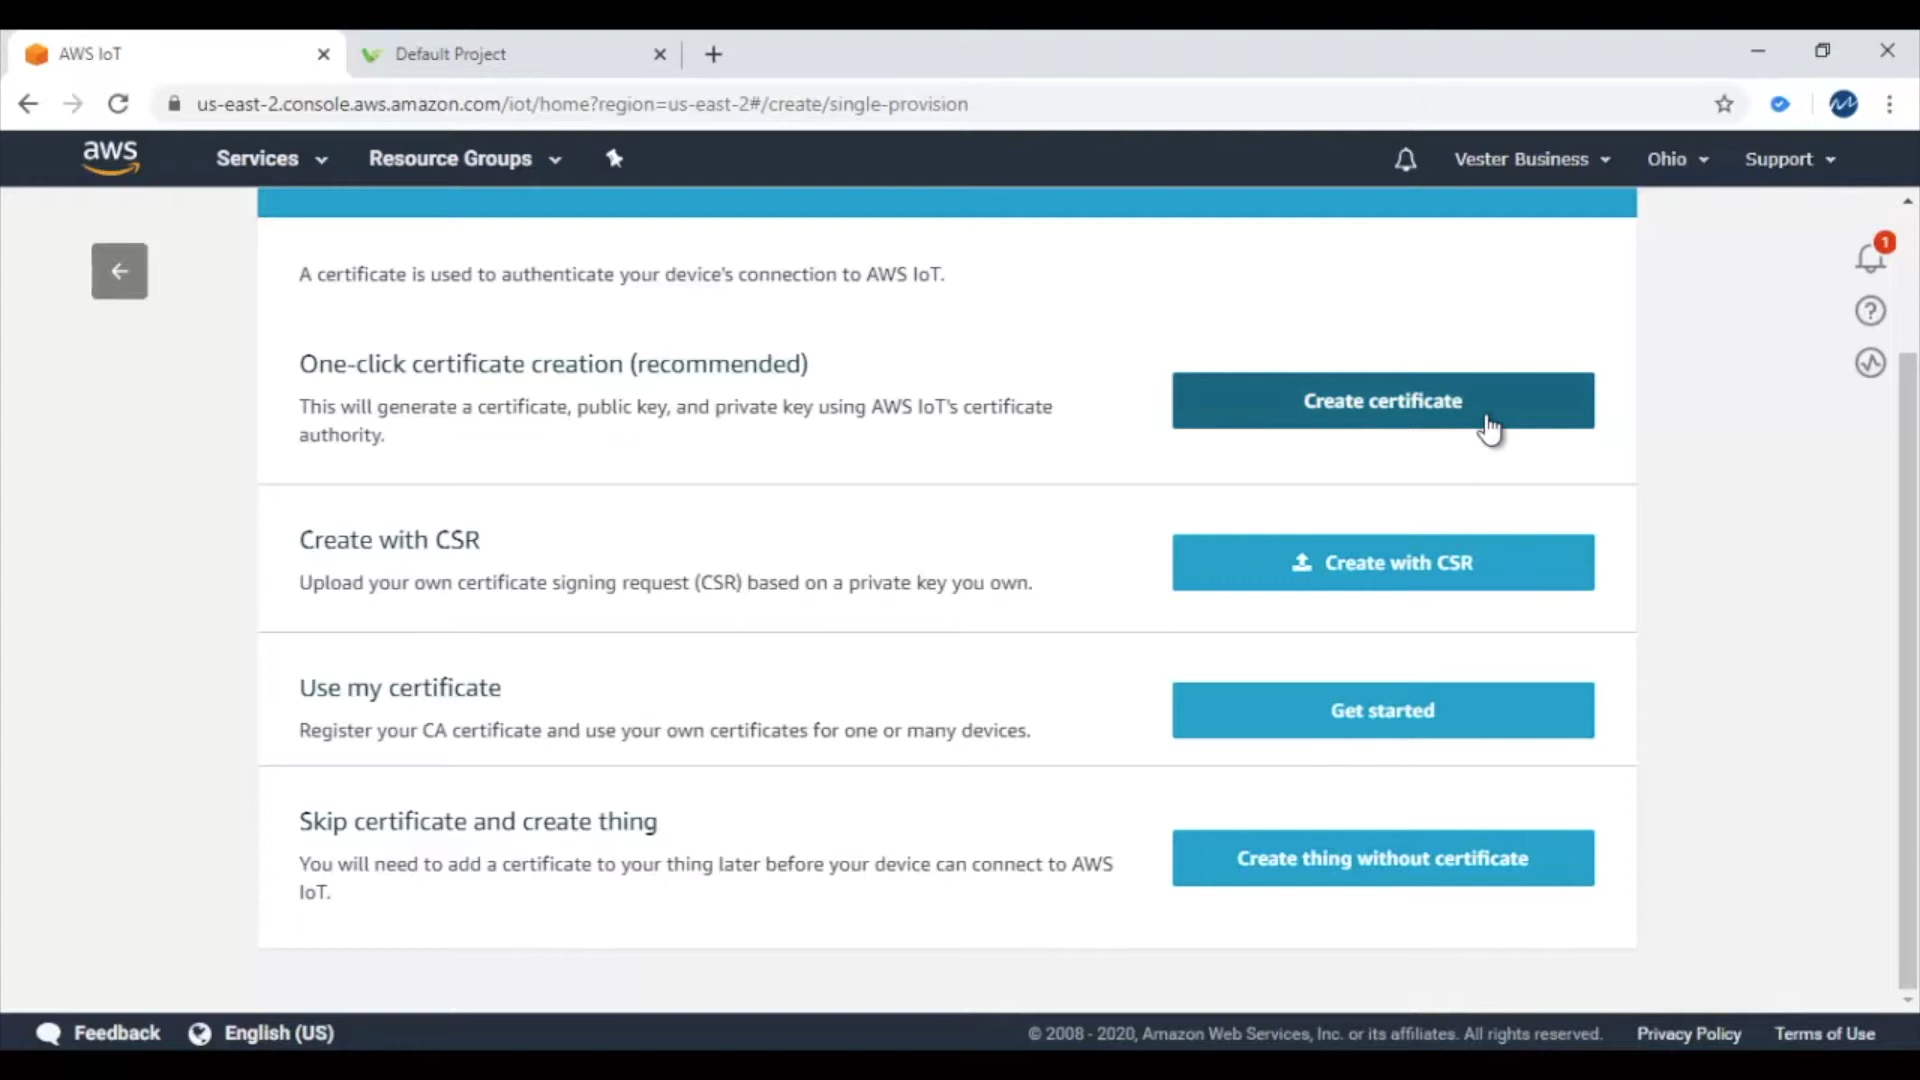 AWS IoT
Default Project
us-east-2.console.aws.amazon.com/iot/home?region=us-east-2#/create/single-provision
aws
Services
Resource Groups
Vester Business
Ohio
Support
1
A certificate is used to authenticate your device's connection to AWS IoT.
One-click certificate creation (recommended)
This will generate a certificate, public key, and private key using AWS IoT's certificate
authority.
Create certificate
Create with CSR
Upload your own certificate signing request (CSR) based on a private key you own.
Create with CSR
Use my certificate
Register your CA certificate and use your own certificates for one or many devices.
Get started
Skip certificate and create thing
You will need to add a certificate to your thing later before your device can connect to AWS
IoT.
Create thing without certificate
Feedback
English (US)
© 2008 - 2020, Amazon Web Services, Inc. or its affiliates. All rights reserved.
Privacy Policy
Terms of Use